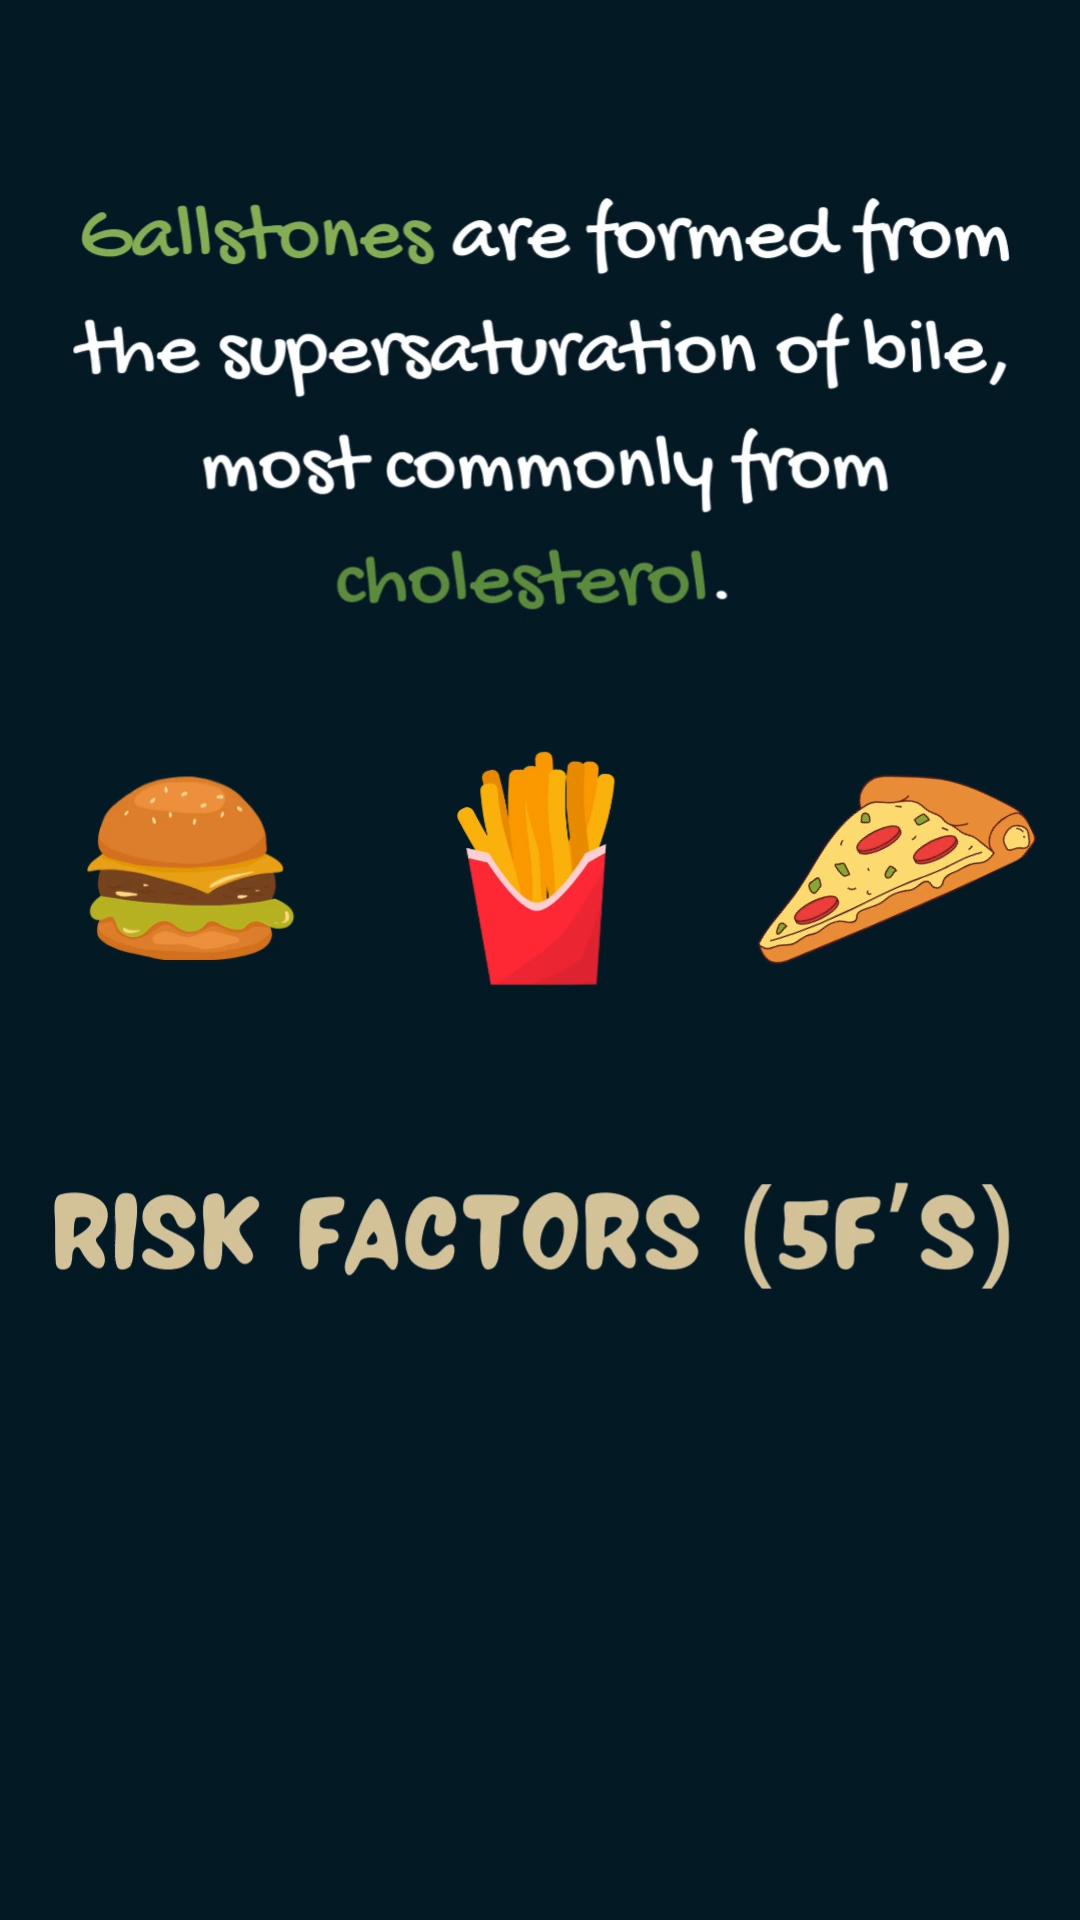 Gallstones are formed from
the supersaturation of bile,
most commonly from
cholesterol.
RISK FACTORS (5F'S)